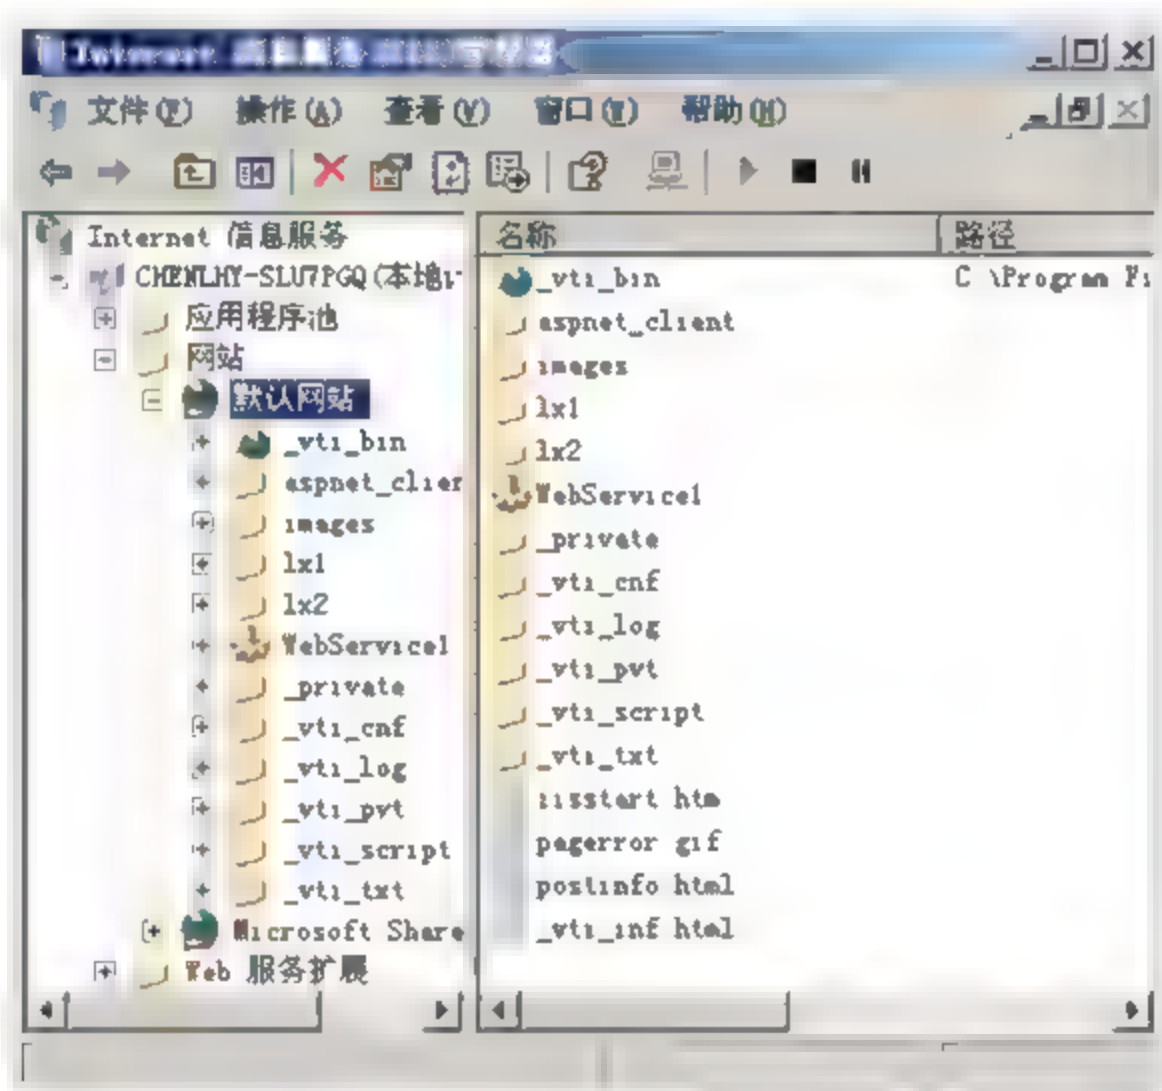 Internet
文件(F) 操作(A) 查看(V) 窗口(W) 帮助(H)
Internet 信息服务
CHENLHY-SLU7PGQ(本地
应用程序池
网站
默认网站
_vti_bin
aspnet_clien
images
lx1
lx2
WebService1
_private
_vti_cnf
_vti_log
_vti_pvt
_vti_script
_vti_txt
Microsoft Share
Web 服务扩展
名称 路径
_vti_bin C \Program Fi
aspnet_client
images
lx1
lx2
WebService1
_private
_vti_cnf
_vti_log
_vti_pvt
_vti_script
_vti_txt
iisstart htm
pagerror gif
postinfo html
_vti_inf html